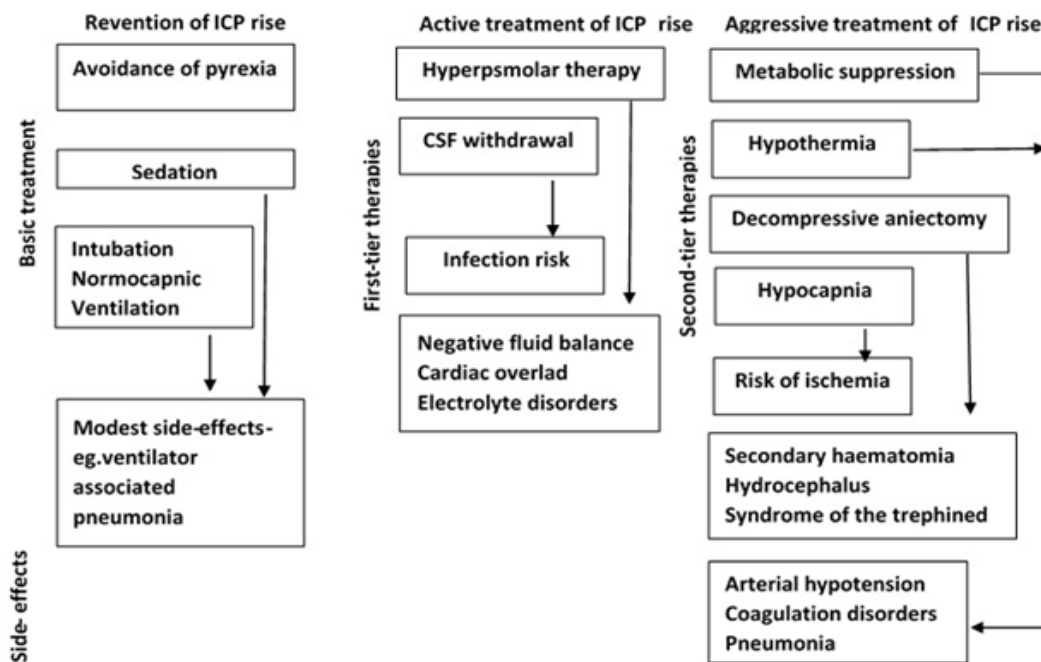 Revention of ICP rise
Avoidance of pyrexia
Sedation
Intubation
Normocapnic
Ventilation
Modest side-effects-
eg.ventilator
associated
pneumonia
Basic treatment
Side- effects
Active treatment of ICP rise
Hyperpsmolar therapy
CSF withdrawal
Infection risk
Negative fluid balance
Cardiac overlad
Electrolyte disorders
First-tier therapies
Aggressive treatment of ICP rise
Metabolic suppression
Hypothermia
Decompressive aniectomy
Hypocapnia
Risk of ischemia
Secondary haematomia
Hydrocephalus
Syndrome of the trephined
Arterial hypotension
Coagulation disorders
Pneumonia
Second-tier therapies